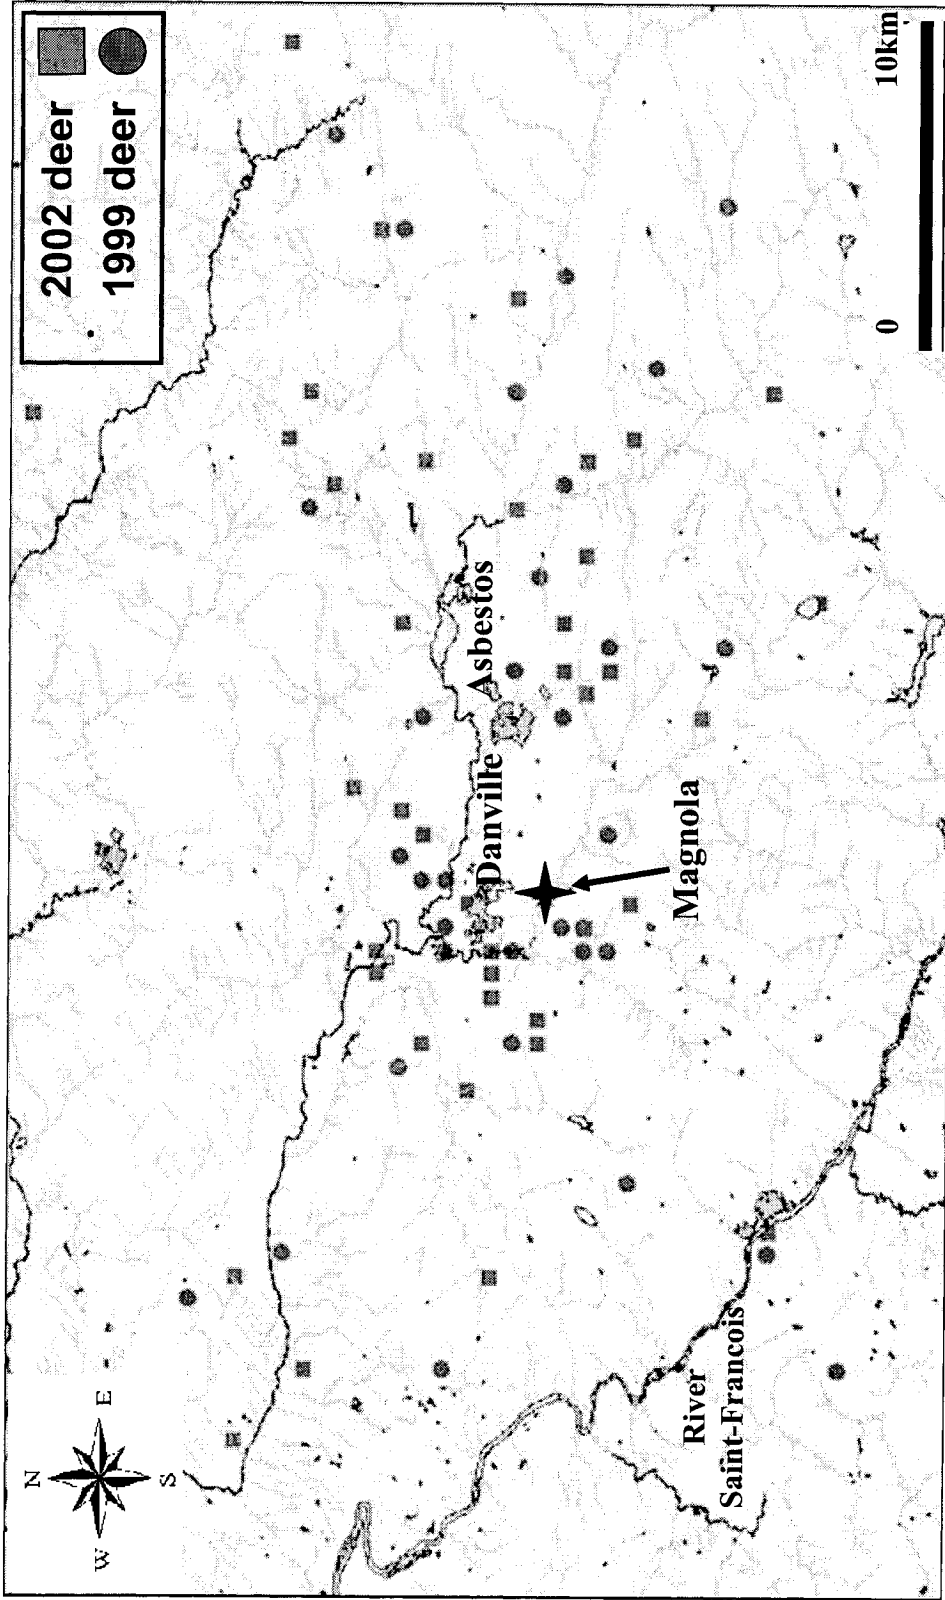 2002 deer
1999 deer
N
W
E
S
Asbestos
Danville
Magnola
River
Saint-Francois
0
10km